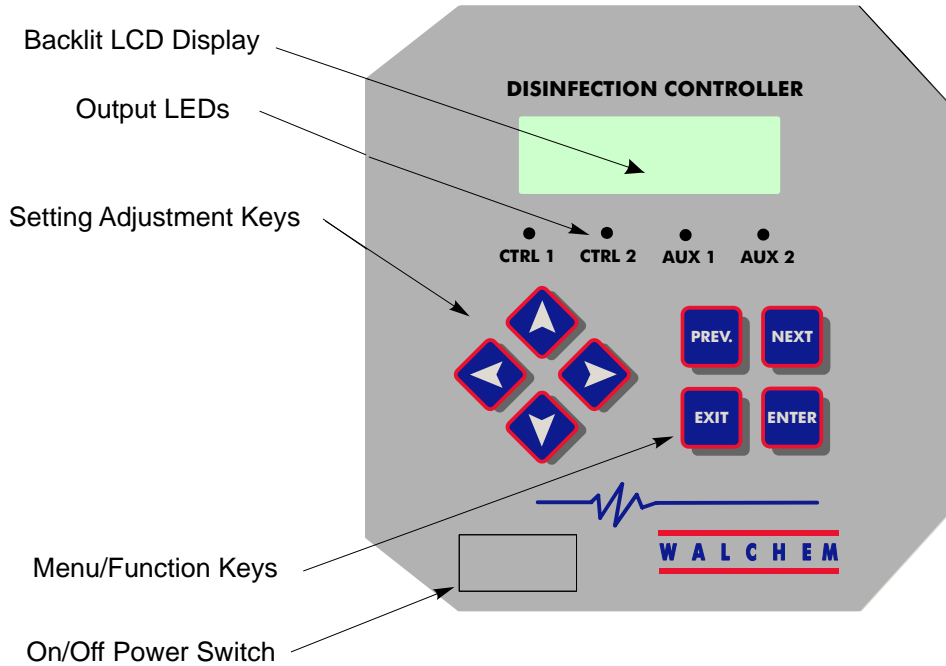 Backlit LCD Display
Output LEDs
Setting Adjustment Keys
Menu/Function Keys
On/Off Power Switch
DISINFECTION CONTROLLER
CTRL 1 CTRL 2 AUX 1 AUX 2
PREV. NEXT
EXIT ENTER
WALCHEM